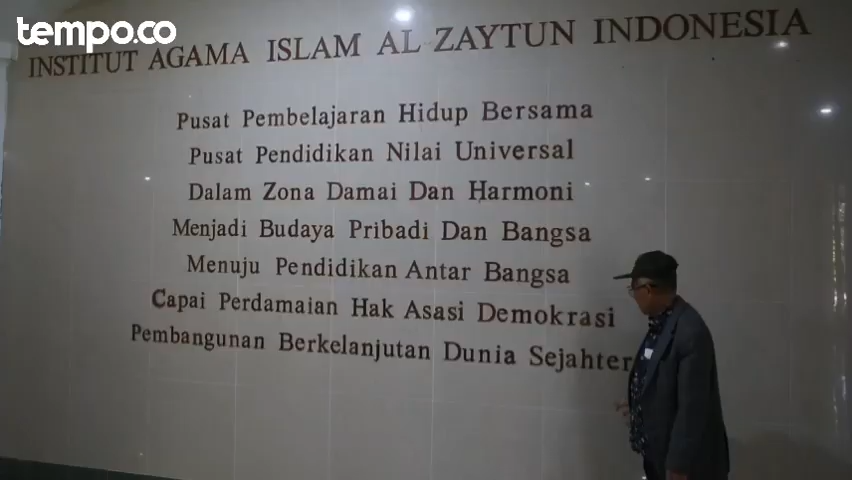 tempo.co
INSTITUT AGAMA ISLAM AL ZAYTUN INDONESIA
Pusat Pembelajaran Hidup Bersama
Pusat Pendidikan Nilai Universal
Dalam Zona Damai Dan Harmoni
Menjadi Budaya Pribadi Dan Bangsa
Menuju Pendidikan Antar Bangsa
Capai Perdamaian Hak Asasi Demokrasi
Pembangunan Berkelanjutan Dunia Sejahter